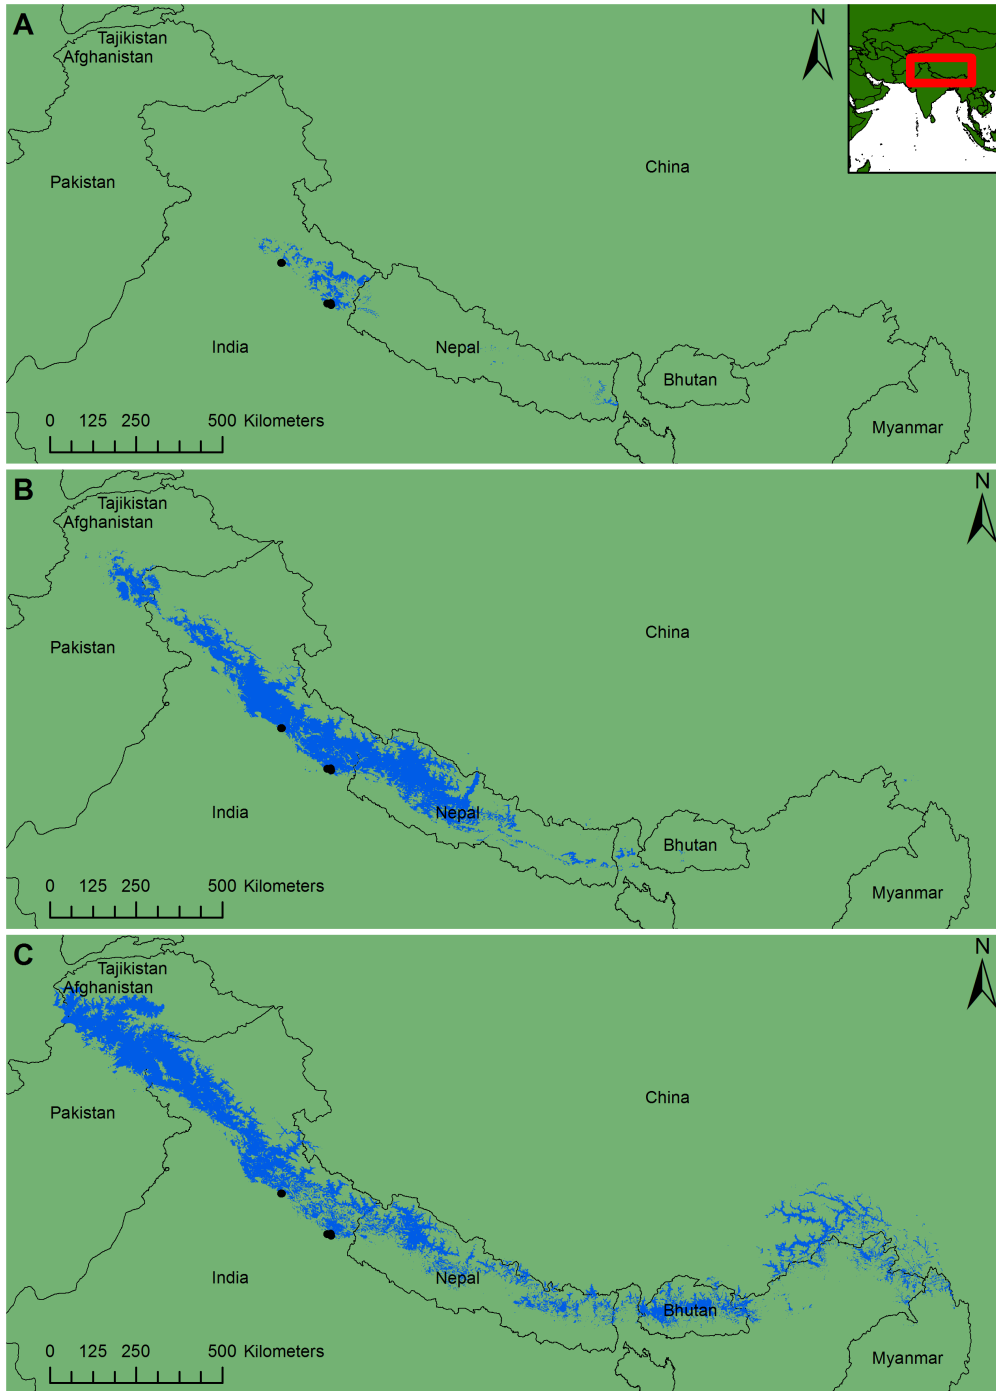 A
N
Tajikistan
Afghanistan
China
Pakistan
India
Nepal
Bhutan
Myanmar
0 125 250 500 Kilometers
B
N
Tajikistan
Afghanistan
China
Pakistan
India
Nepal
Bhutan
Myanmar
0 125 250 500 Kilometers
C
N
Tajikistan
Afghanistan
China
Pakistan
India
Nepal
Bhutan
Myanmar
0 125 250 500 Kilometers